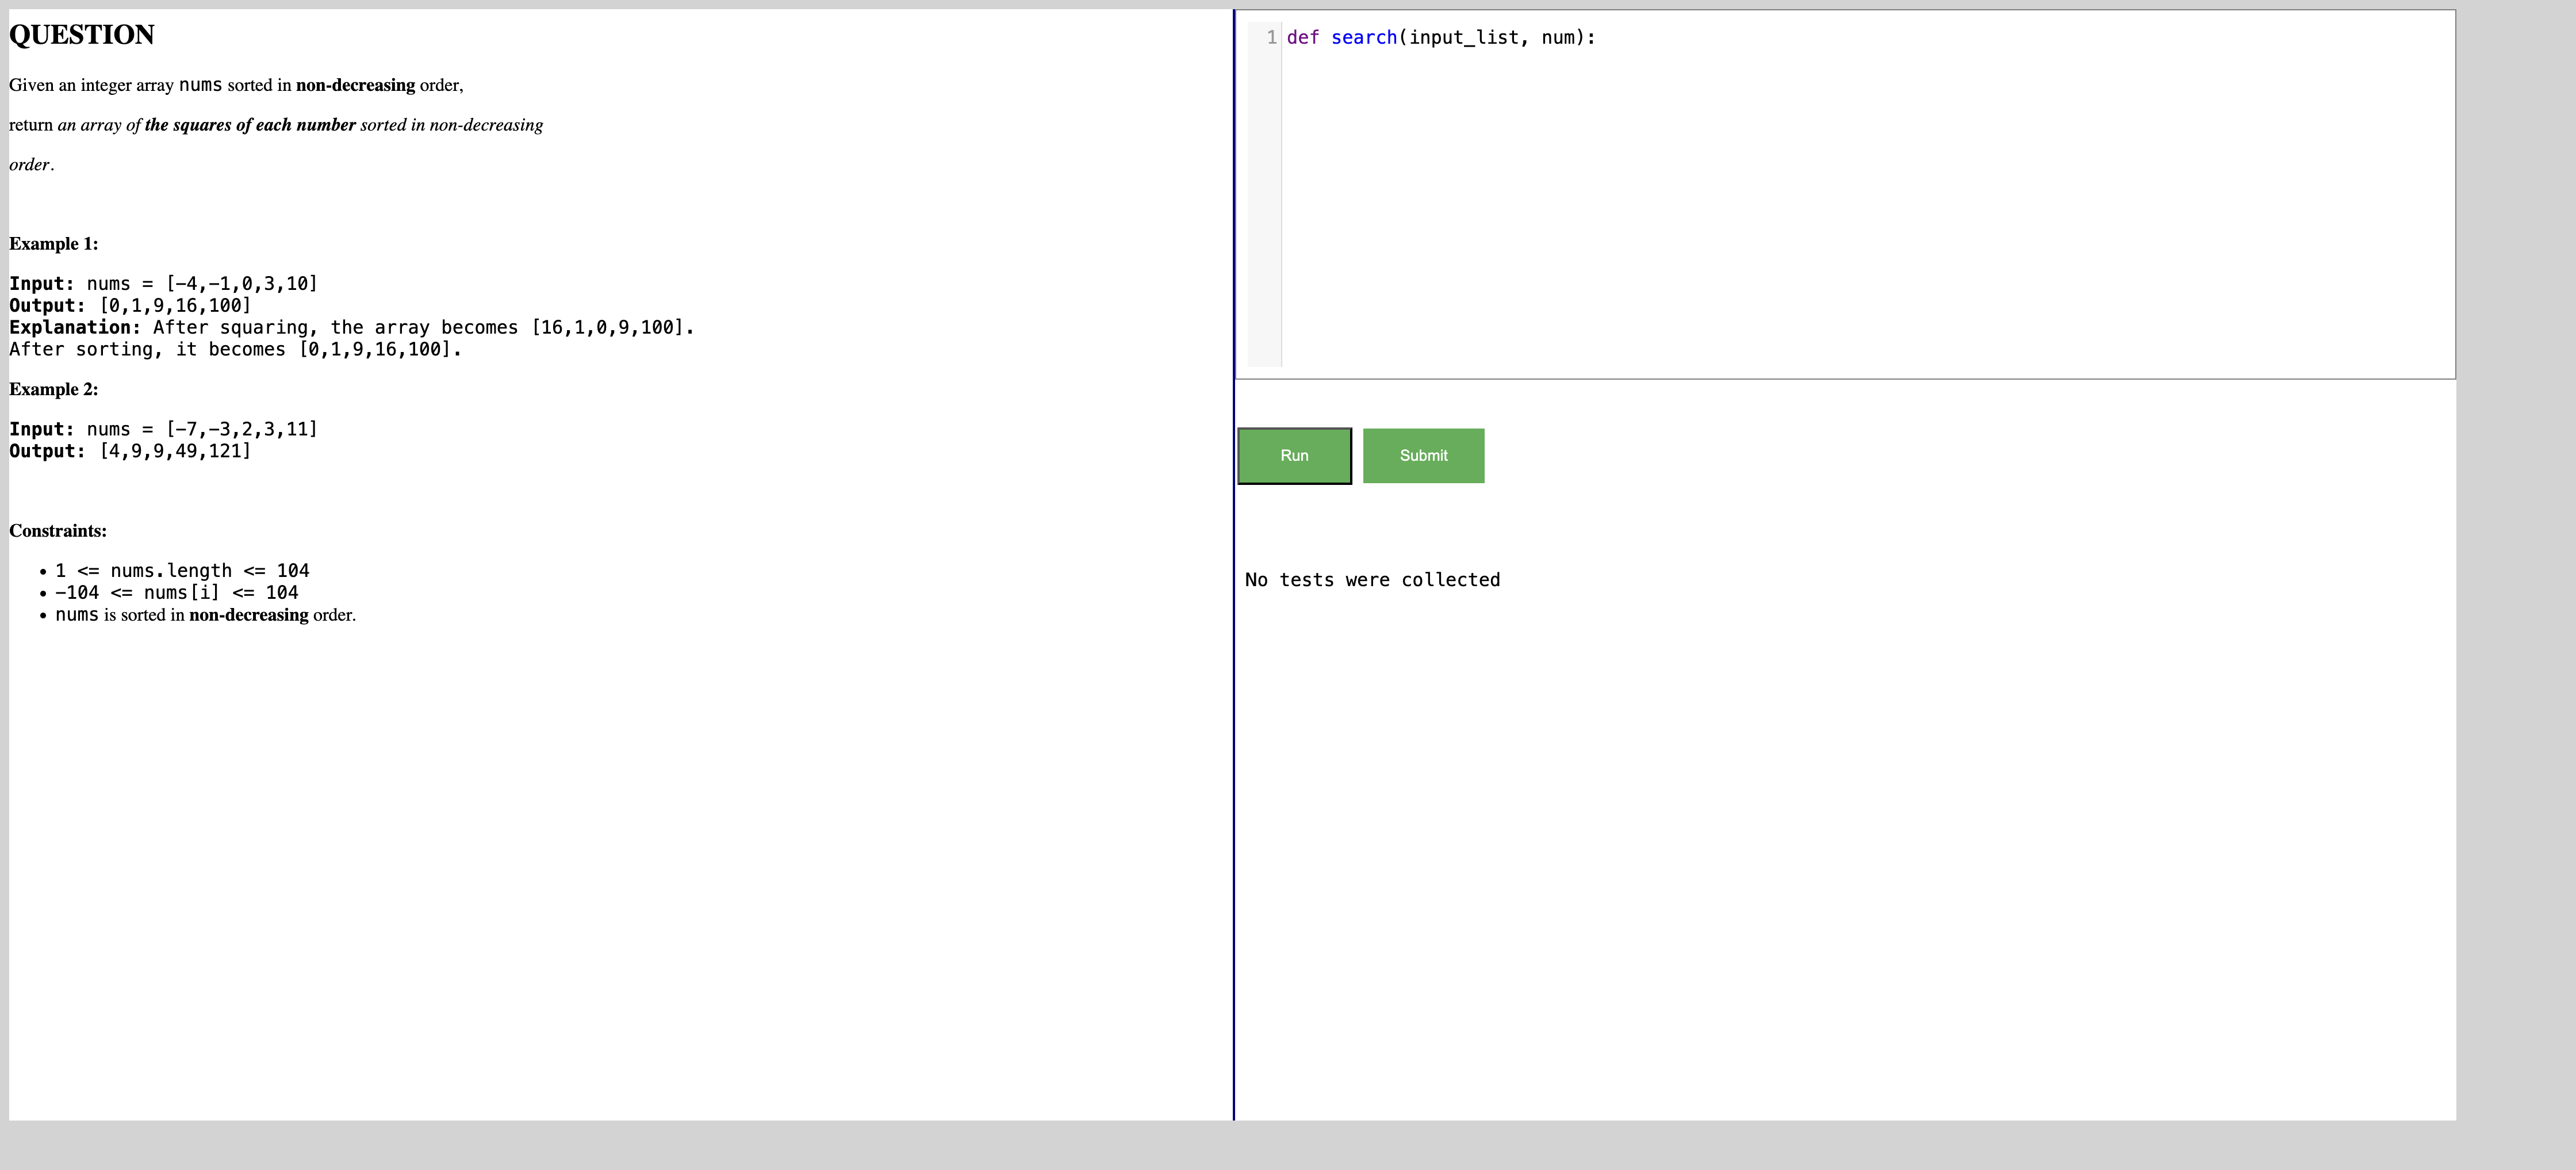 QUESTION
Given an integer array nums sorted in non-decreasing order,
return an array of the squares of each number sorted in non-decreasing
order.
Example 1:
Input: nums = [-4,-1,0,3,10]
Output: [0,1,9,16,100]
Explanation: After squaring, the array becomes [16,1,0,9,100].
After sorting, it becomes [0,1,9,16,100].
Example 2:
Input: nums = [-7,-3,2,3,11]
Output: [4,9,9,49,121]
Constraints:
• 1 <= nums.length <= 104
• -104 <= nums[i] <= 104
• nums is sorted in non-decreasing order.
1 def search(input_list, num):
Run Submit
No tests were collected